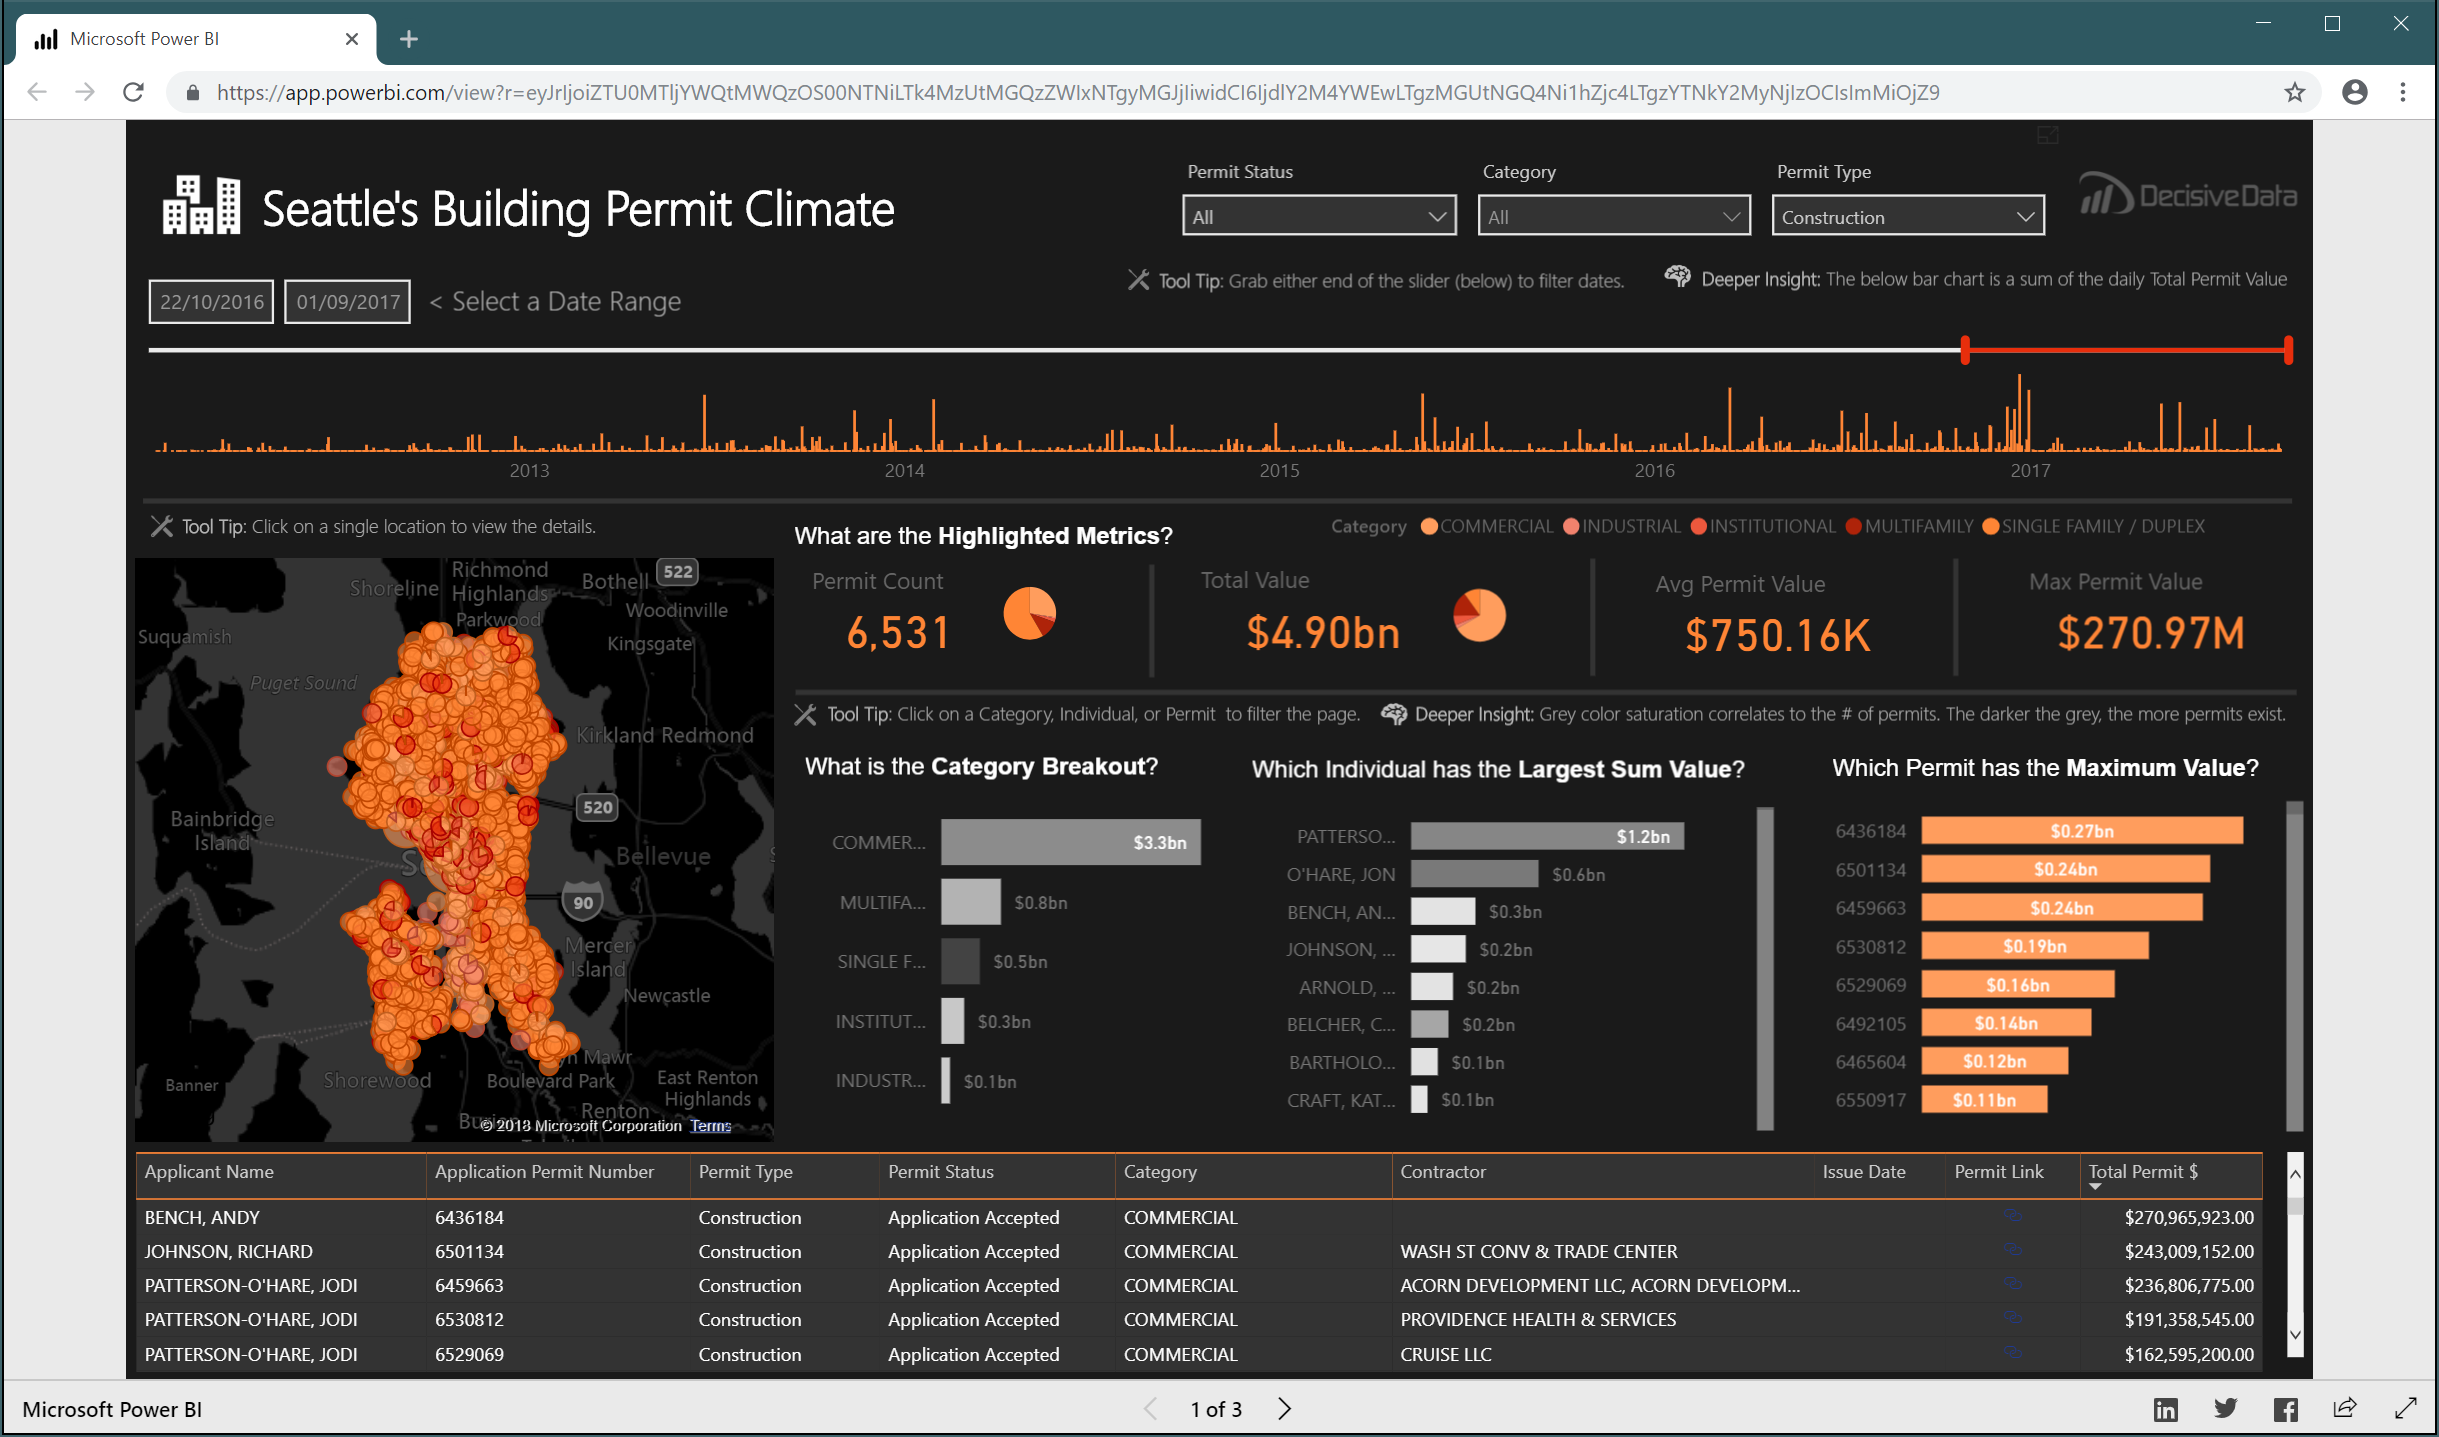 Microsoft Power BI
https://app.powerbi.com/view?r=eyJrIjoiZTU0MTljYWQtMWQzOS00NTNiLTk4MzUtMGQzZWIxNTgyMGJjIiwidCI6IjdlY2M4YWEwLTgzMGUtNGQ4Ni1hZjc4LTgzYTNkY2MyNjIzOCIsImMiOjZ9
Seattle's Building Permit Climate
Permit Status
Category
Permit Type
All
All
Construction
DecisiveData
22/10/2016
01/09/2017
< Select a Date Range
Tool Tip: Grab either end of the slider (below) to filter dates.
Deeper Insight: The below bar chart is a sum of the daily Total Permit Value
2013
2014
2015
2016
2017
Tool Tip: Click on a single location to view the details.
What are the Highlighted Metrics?
Category COMMERCIAL INDUSTRIAL INSTITUTIONAL MULTIFAMILY SINGLE FAMILY / DUPLEX
Permit Count
6,531
Total Value
$4.90bn
Avg Permit Value
$750.16K
Max Permit Value
$270.97M
Shoreline
Richmond
Highlands
Bothell
522
Woodinville
Parkwood
Suquamish
Kingsgate
Puget Sound
Kirkland Redmond
520
Bainbridge
Island
Bellevue
90
Mercer
Island
Newcastle
Mawr
Banner
Shorewood
Boulevard Park
East Renton
Highlands
Renton
© 2018 Microsoft Corporation Terms
Tool Tip: Click on a Category, Individual, or Permit to filter the page.
Deeper Insight: Grey color saturation correlates to the # of permits. The darker the grey, the more permits exist.
What is the Category Breakout?
COMMER... $3.3bn
MULTIFA... $0.8bn
SINGLE F... $0.5bn
INSTITUT... $0.3bn
INDUSTR... $0.1bn
Which Individual has the Largest Sum Value?
PATTERSO... $1.2bn
O'HARE, JON $0.6bn
BENCH, AN... $0.3bn
JOHNSON, ... $0.2bn
ARNOLD, ... $0.2bn
BELCHER, C... $0.2bn
BARTHOLO... $0.1bn
CRAFT, KAT... $0.1bn
Which Permit has the Maximum Value?
6436184 $0.27bn
6501134 $0.24bn
6459663 $0.24bn
6530812 $0.19bn
6529069 $0.16bn
6492105 $0.14bn
6465604 $0.12bn
6550917 $0.11bn
Applicant Name Application Permit Number Permit Type Permit Status Category Contractor Issue Date Permit Link Total Permit $
BENCH, ANDY 6436184 Construction Application Accepted COMMERCIAL $270,965,923.00
JOHNSON, RICHARD 6501134 Construction Application Accepted COMMERCIAL WASH ST CONV & TRADE CENTER $243,009,152.00
PATTERSON-O'HARE, JODI 6459663 Construction Application Accepted COMMERCIAL ACORN DEVELOPMENT LLC, ACORN DEVELOPM... $236,806,775.00
PATTERSON-O'HARE, JODI 6530812 Construction Application Accepted COMMERCIAL PROVIDENCE HEALTH & SERVICES $191,358,545.00
PATTERSON-O'HARE, JODI 6529069 Construction Application Accepted COMMERCIAL CRUISE LLC $162,595,200.00
Microsoft Power BI
1 of 3